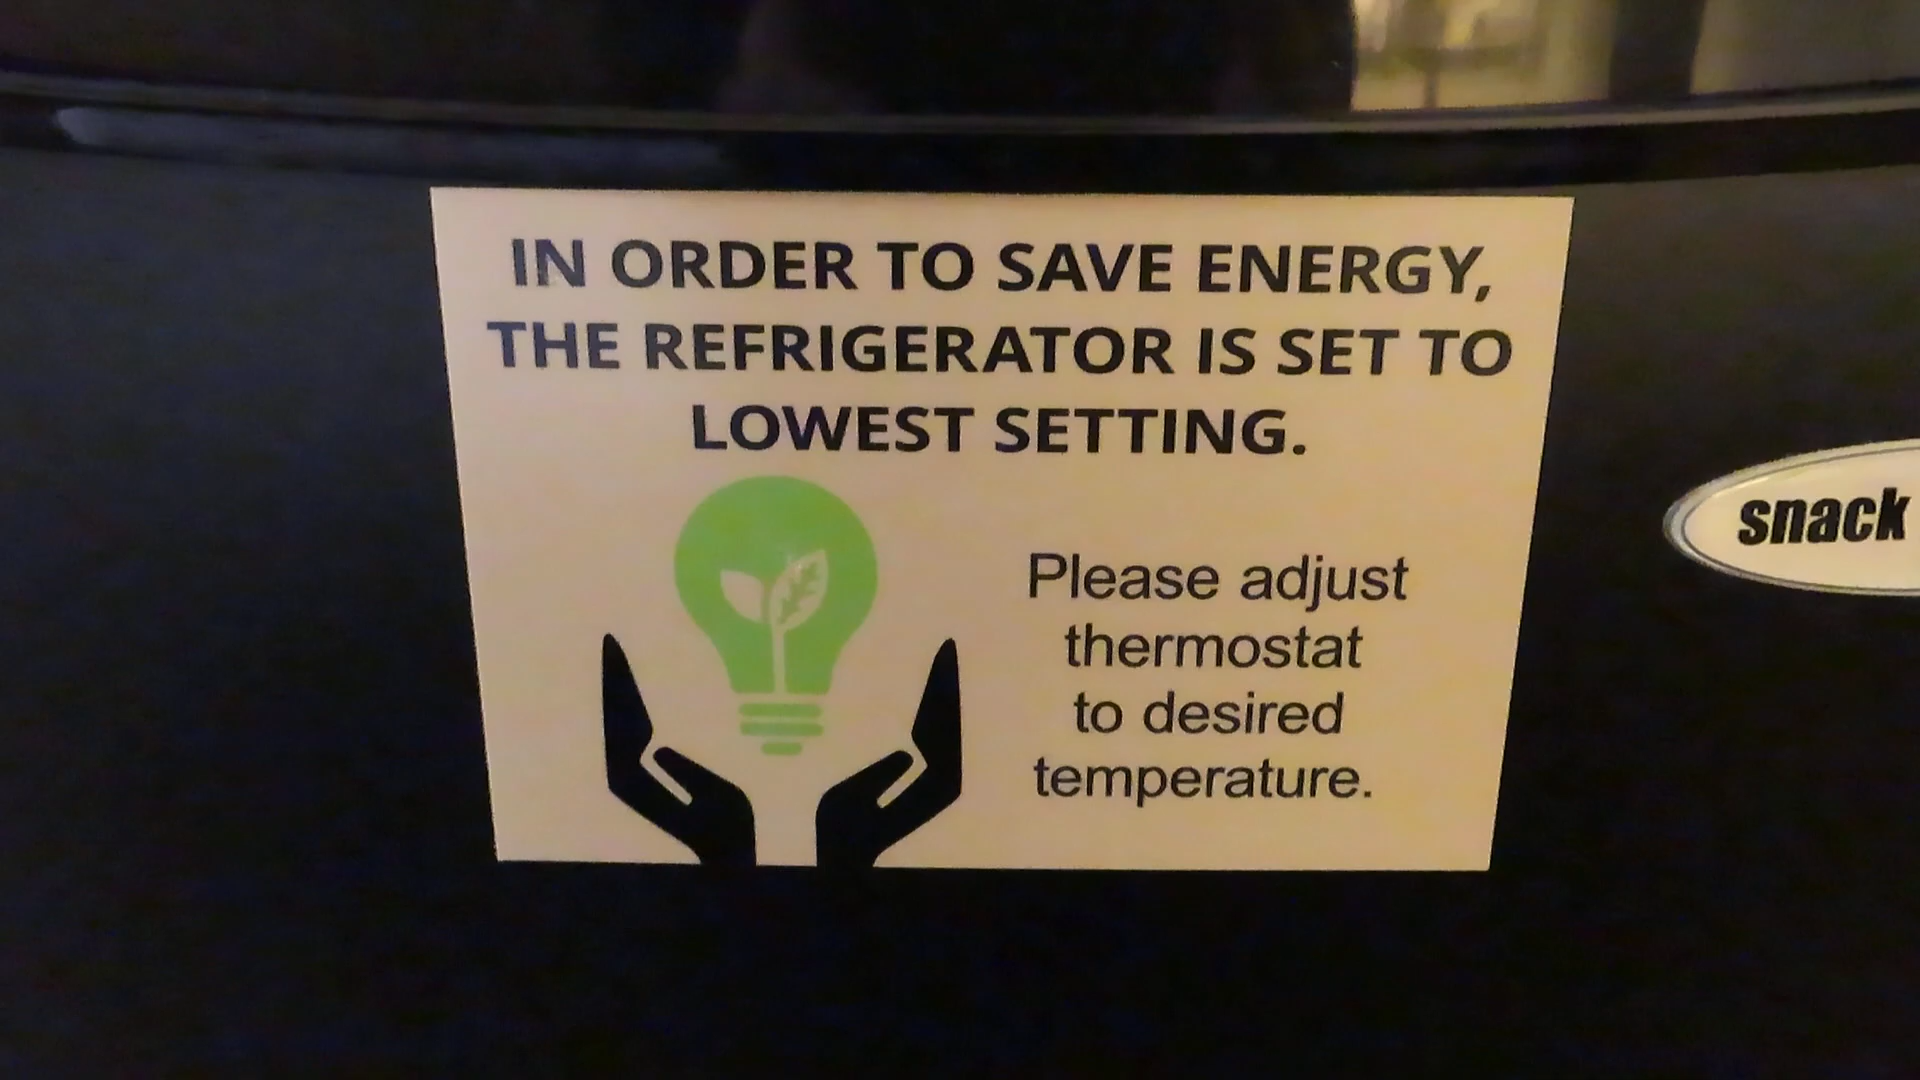 IN ORDER TO SAVE ENERGY,
THE REFRIGERATOR IS SET TO
LOWEST SETTING.
Please adjust
thermostat
to desired
temperature.
snack